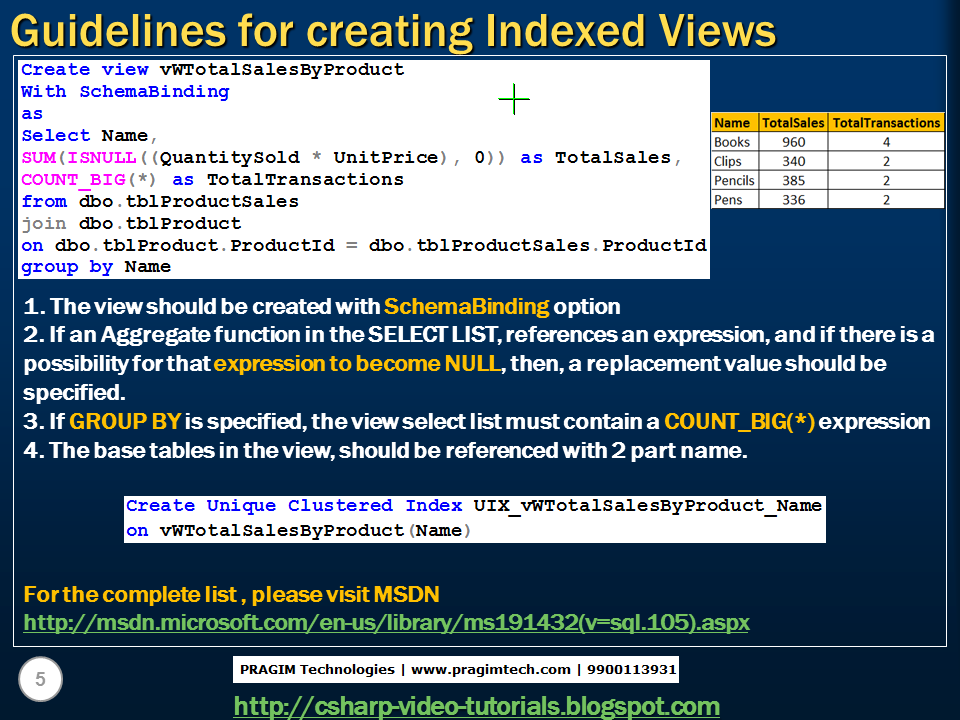 Guidelines for creating Indexed Views
Create view vWTotalSalesByProduct
With SchemaBinding
as
Select Name,
SUM(ISNULL((QuantitySold * UnitPrice), 0)) as TotalSales,
COUNT_BIG(*) as TotalTransactions
from dbo.tblProductSales
join dbo.tblProduct
on dbo.tblProduct.ProductId = dbo.tblProductSales.ProductId
group by Name
Name TotalSales TotalTransactions
Books 960 4
Clips 340 2
Pencils 385 2
Pens 336 2
1. The view should be created with SchemaBinding option
2. If an Aggregate function in the SELECT LIST, references an expression, and if there is a
possibility for that expression to become NULL, then, a replacement value should be
specified.
3. If GROUP BY is specified, the view select list must contain a COUNT_BIG(*) expression
4. The base tables in the view, should be referenced with 2 part name.
Create Unique Clustered Index UIX_vWTotalSalesByProduct_Name
on vWTotalSalesByProduct(Name)
For the complete list , please visit MSDN
http://msdn.microsoft.com/en-us/library/ms191432(v=sql.105).aspx
5
PRAGIM Technologies | www.pragimtech.com | 9900113931
http://csharp-video-tutorials.blogspot.com